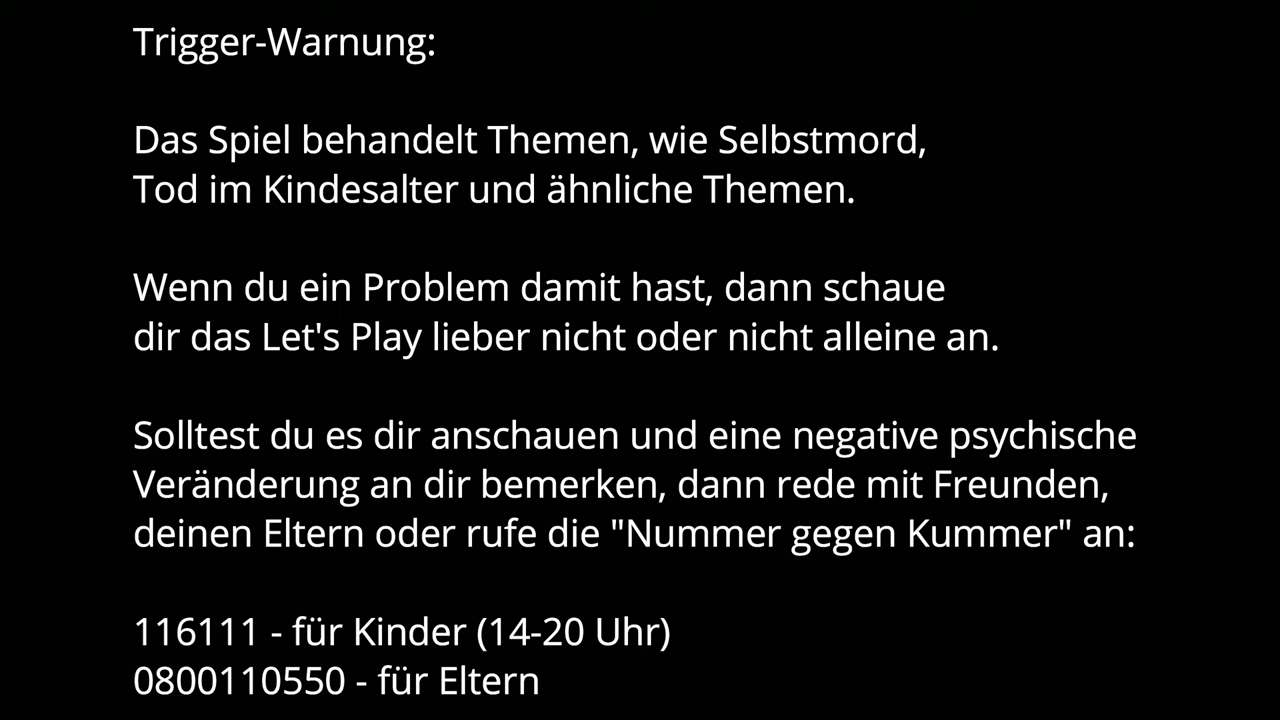 Trigger-Warnung:
Das Spiel behandelt Themen, wie Selbstmord,
Tod im Kindesalter und ähnliche Themen.
Wenn du ein Problem damit hast, dann schaue
dir das Let's Play lieber nicht oder nicht alleine an.
Solltest du es dir anschauen und eine negative psychische
Veränderung an dir bemerken, dann rede mit Freunden,
deinen Eltern oder rufe die "Nummer gegen Kummer" an:
116111 - für Kinder (14-20 Uhr)
0800110550 - für Eltern